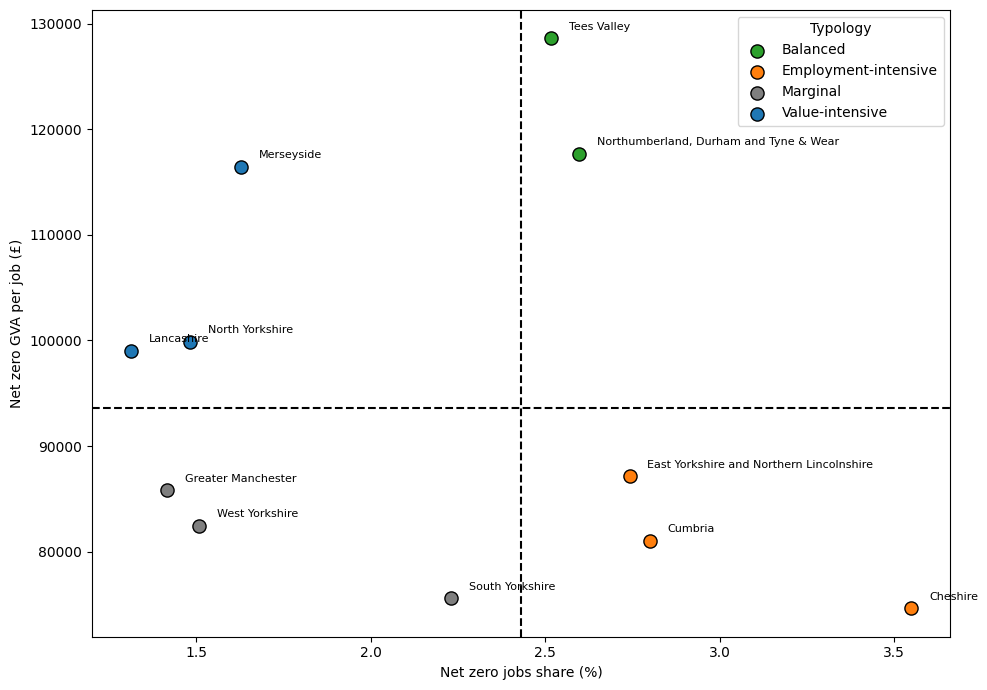 130000
120000
110000
100000
90000
80000
Net zero GVA per job (£)
Tees Valley
Northumberland, Durham and Tyne & Wear
Merseyside
North Yorkshire
Lancashire
East Yorkshire and Northern Lincolnshire
Greater Manchester
West Yorkshire
Cumbria
South Yorkshire
Cheshire
Typology
Balanced
Employment-intensive
Marginal
Value-intensive
1.5
2.0
2.5
3.0
3.5
Net zero jobs share (%)